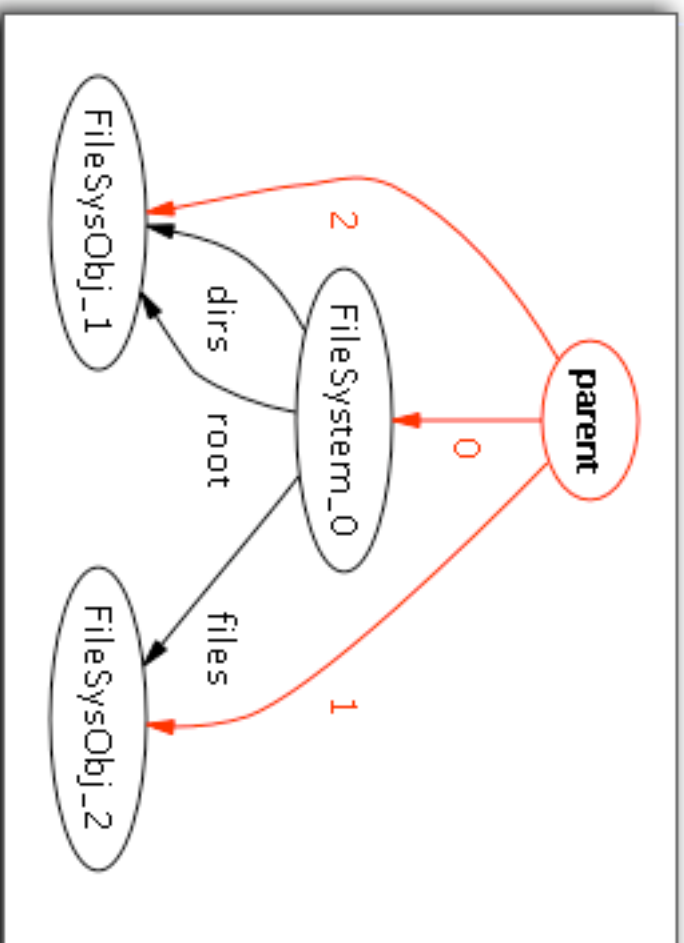 parent
0
2
1
FileSystem_0
dirs
root
files
FileSysObj_1
FileSysObj_2